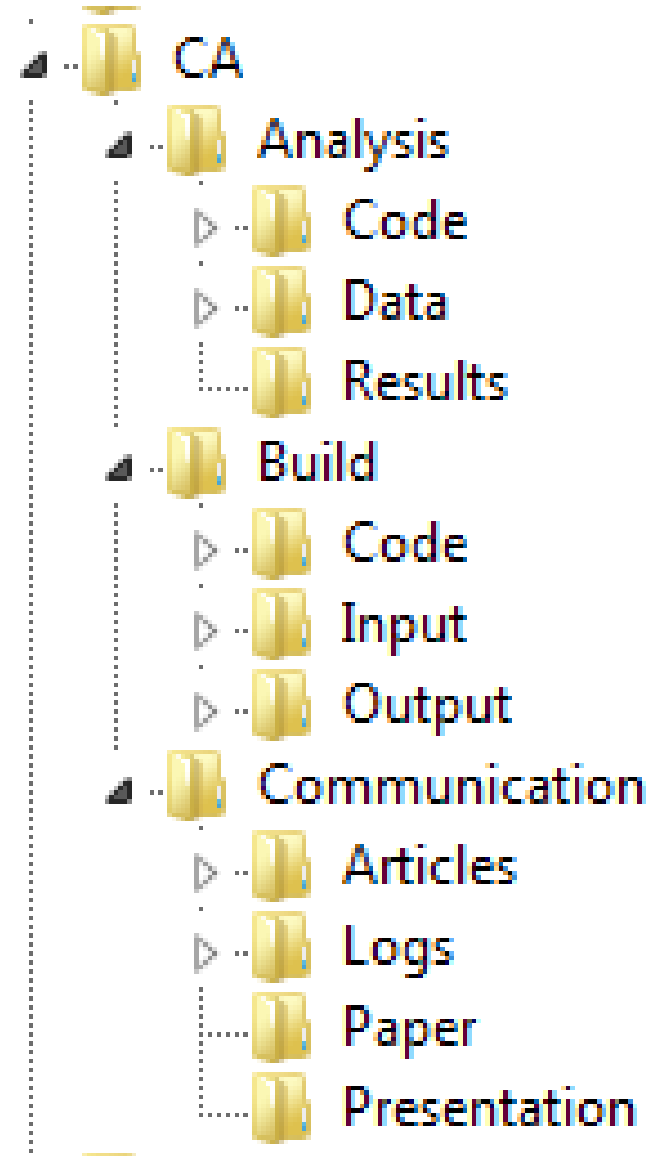 CA
Analysis
Code
Data
Results
Build
Code
Input
Output
Communication
Articles
Logs
Paper
Presentation